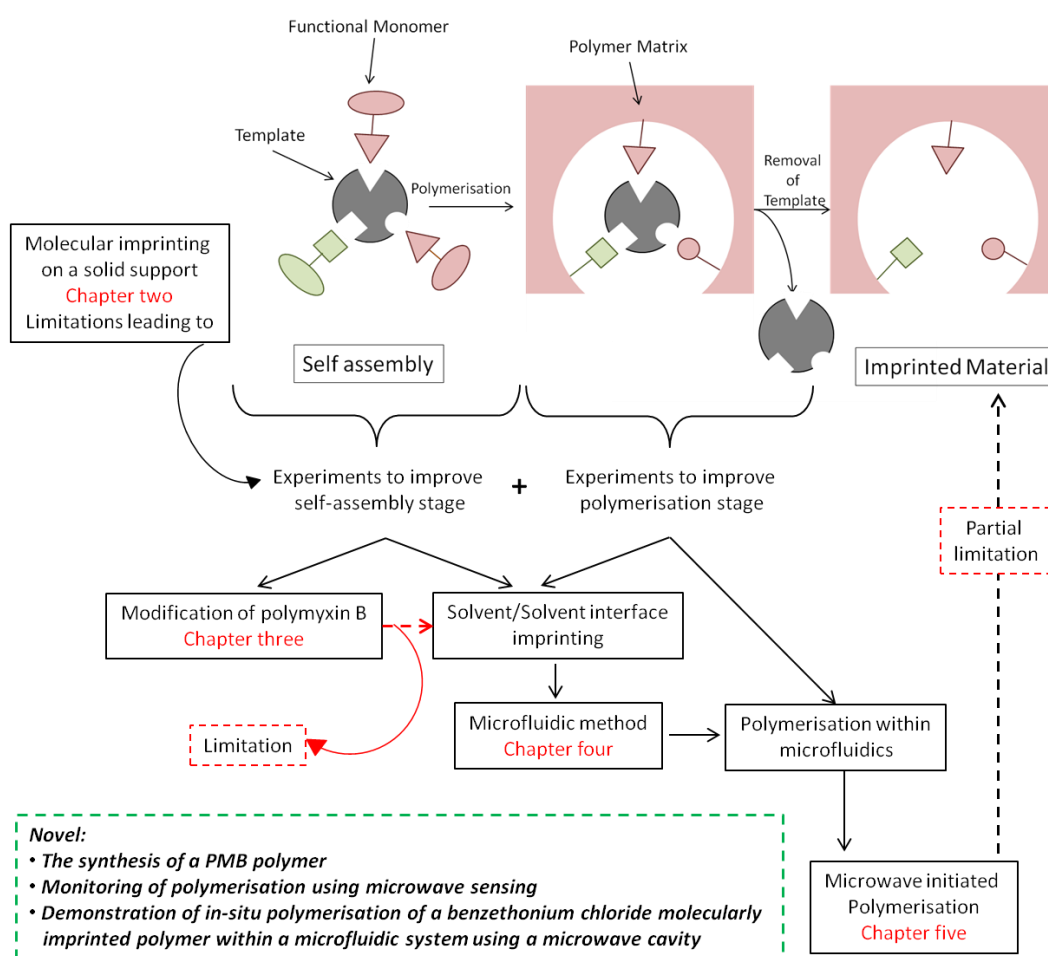 Functional Monomer
Polymer Matrix
Template
Polymerisation
Removal
of
Template
Molecular imprinting
on a solid support
Chapter two
Limitations leading to
Self assembly
Imprinted Material
Experiments to improve
self-assembly stage
+
Experiments to improve
polymerisation stage
Partial
limitation
Modification of polymyxin B
Chapter three
Solvent/Solvent interface
imprinting
Limitation
Microfluidic method
Chapter four
Polymerisation within
microfluidics
Novel:
• The synthesis of a PMB polymer
• Monitoring of polymerisation using microwave sensing
• Demonstration of in-situ polymerisation of a benzethonium chloride molecularly
imprinted polymer within a microfluidic system using a microwave cavity
Microwave initiated
Polymerisation
Chapter five